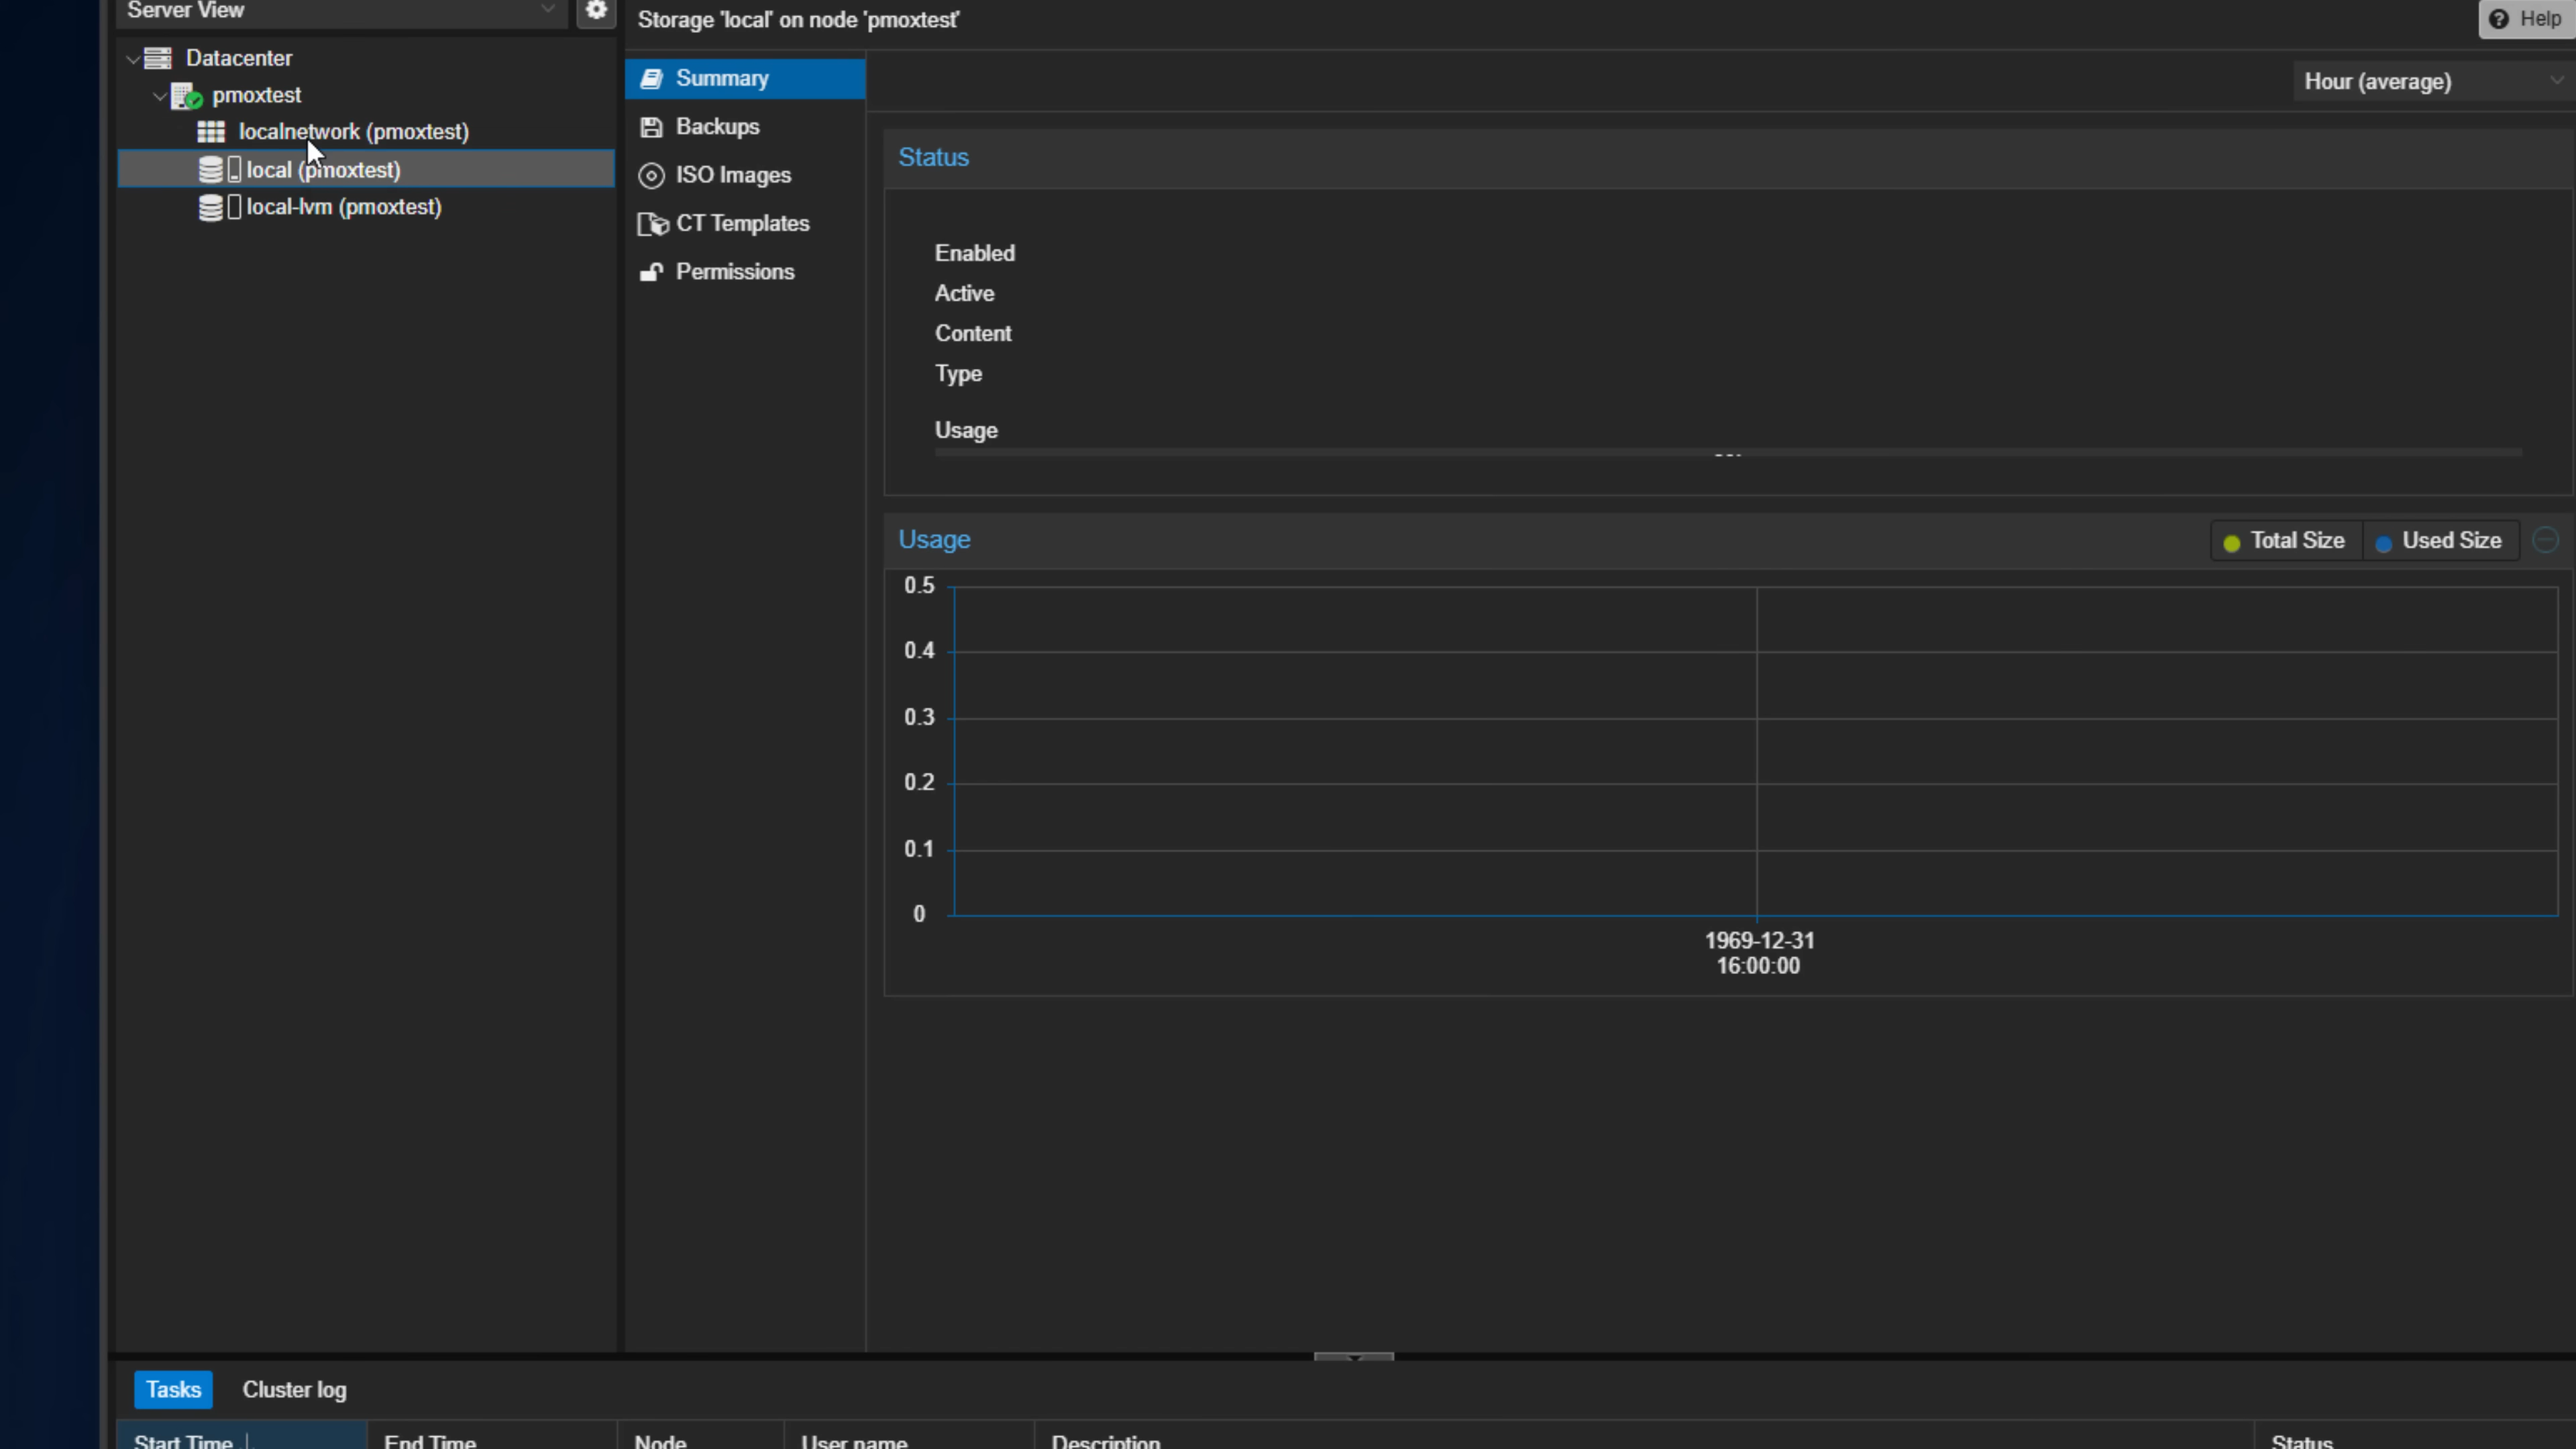 Server View
Storage 'local' on node 'pmoxtest'
Help
Datacenter
pmoxtest
localnetwork (pmoxtest)
local (pmoxtest)
local-lvm (pmoxtest)
Summary
Backups
ISO Images
CT Templates
Permissions
Hour (average)
Status
Enabled
Active
Content
Type
Usage
Usage
Total Size
Used Size
0.5
0.4
0.3
0.2
0.1
0
1969-12-31
16:00:00
Tasks
Cluster log
Start Time
End Time
Node
User name
Description
Status